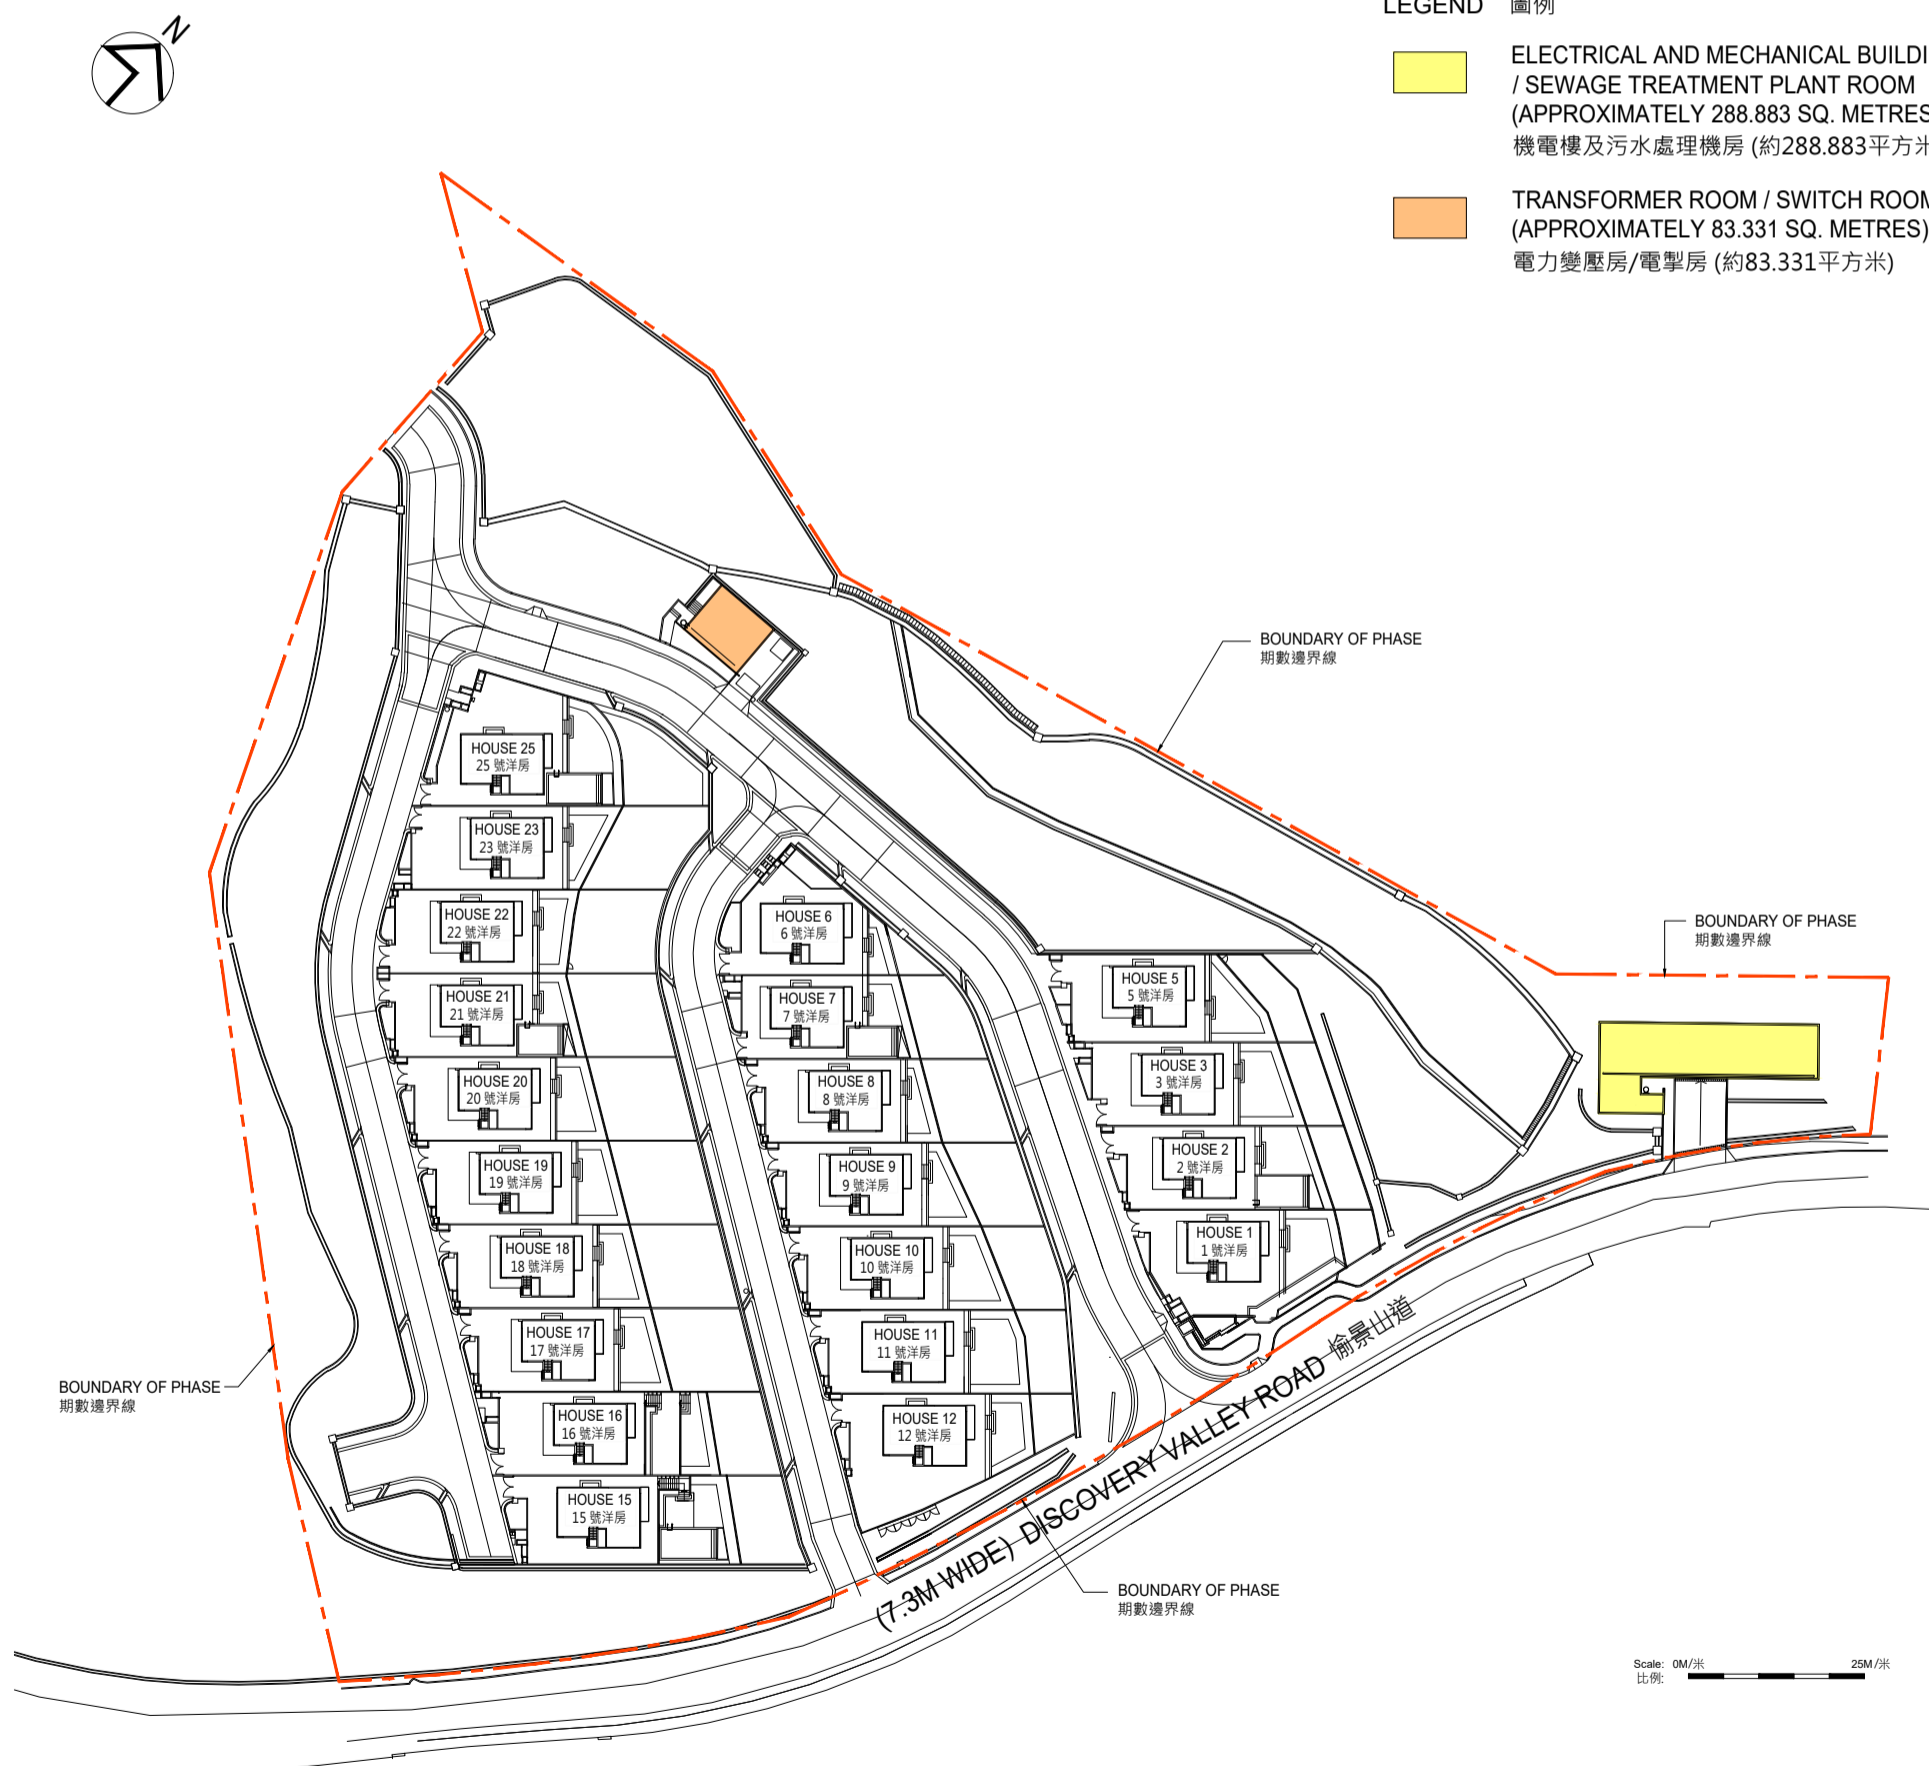 N
LEGEND 圖例
ELECTRICAL AND MECHANICAL BUILDI
/ SEWAGE TREATMENT PLANT ROOM
(APPROXIMATELY 288.883 SQ. METRES
機電樓及污水處理機房 (約288.883平方米
TRANSFORMER ROOM / SWITCH ROOM
(APPROXIMATELY 83.331 SQ. METRES)
電力變壓房/電掣房 (約83.331平方米)
BOUNDARY OF PHASE
期數邊界線
BOUNDARY OF PHASE
期數邊界線
HOUSE 25
25 號洋房
HOUSE 23
23 號洋房
HOUSE 22
22 號洋房
HOUSE 21
21 號洋房
HOUSE 20
20 號洋房
HOUSE 19
19 號洋房
HOUSE 18
18 號洋房
HOUSE 17
17 號洋房
HOUSE 16
16 號洋房
HOUSE 15
15 號洋房
HOUSE 6
6 號洋房
HOUSE 7
7 號洋房
HOUSE 8
8 號洋房
HOUSE 9
9 號洋房
HOUSE 10
10 號洋房
HOUSE 11
11 號洋房
HOUSE 12
12 號洋房
HOUSE 5
5 號洋房
HOUSE 3
3 號洋房
HOUSE 2
2 號洋房
HOUSE 1
1 號洋房
BOUNDARY OF PHASE
期數邊界線
(7.3M WIDE) DISCOVERY VALLEY ROAD 愉景山道
BOUNDARY OF PHASE
期數邊界線
Scale: 0M/米 25M/米
比例: